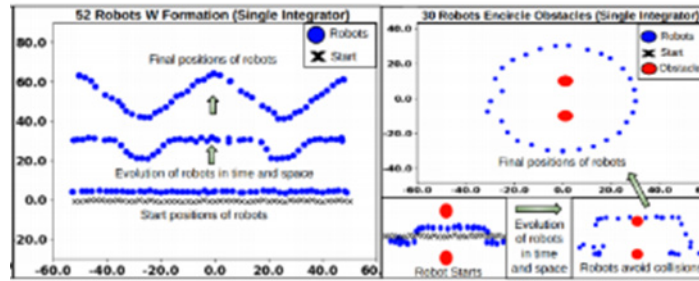 52 Robots W Formation (Single Integrator)
80.0
60.0
40.0
20.0
0.0
20.0
-60.0 -40.0 -20.0 0.0 20.0 40.0 60
Robots
Start
Final positions of robots
Evolution of robots in time and space
Start positions of robots
30 Robots Encircle Obstacles (Single Integrator
40.0
20.0
0.0
-20.0
-40.0
-60.0 -40.0 -20.0 0.0 20.0 40.0
Robots
Start
Obstacle
Final positions of robots
Robot Starts
Evolution
of robots
in time
and space
Robots avoid collision